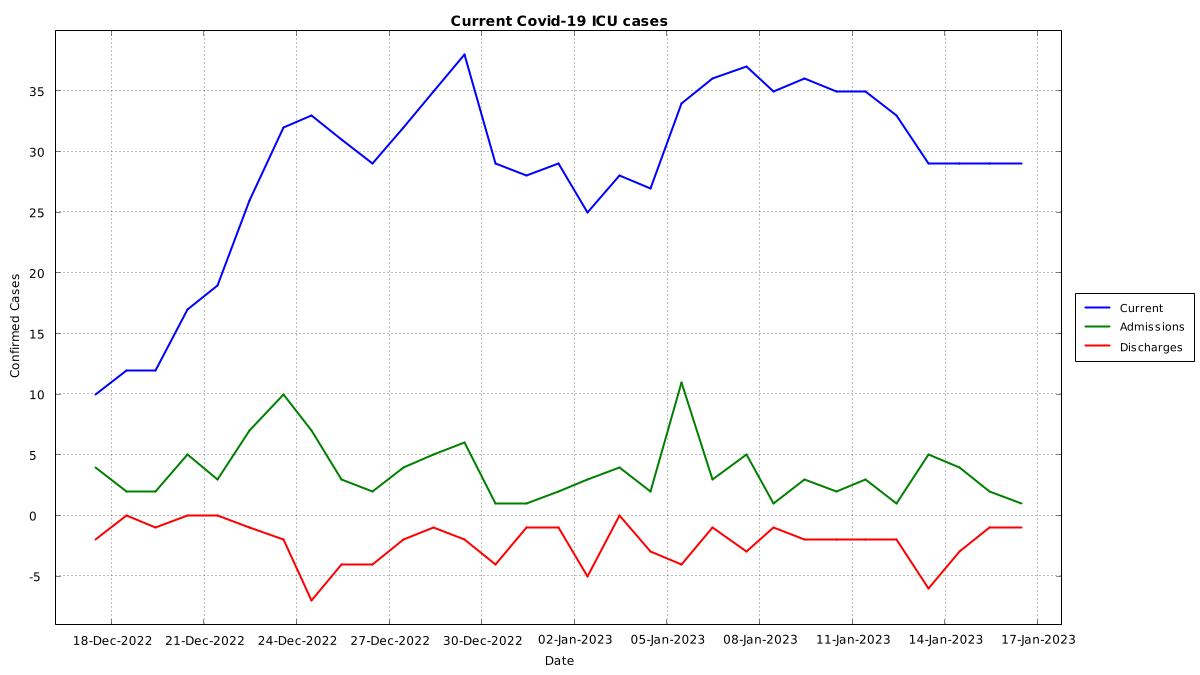 Current Covid-19 ICU cases
35
30
25
20
15
10
5
0
-5
Confirmed Cases
18-Dec-2022 21-Dec-2022 24-Dec-2022 27-Dec-2022 30-Dec-2022 02-Jan-2023 05-Jan-2023 08-Jan-2023 11-Jan-2023 14-Jan-2023 17-Jan-2023
Date
Current
Admissions
Discharges